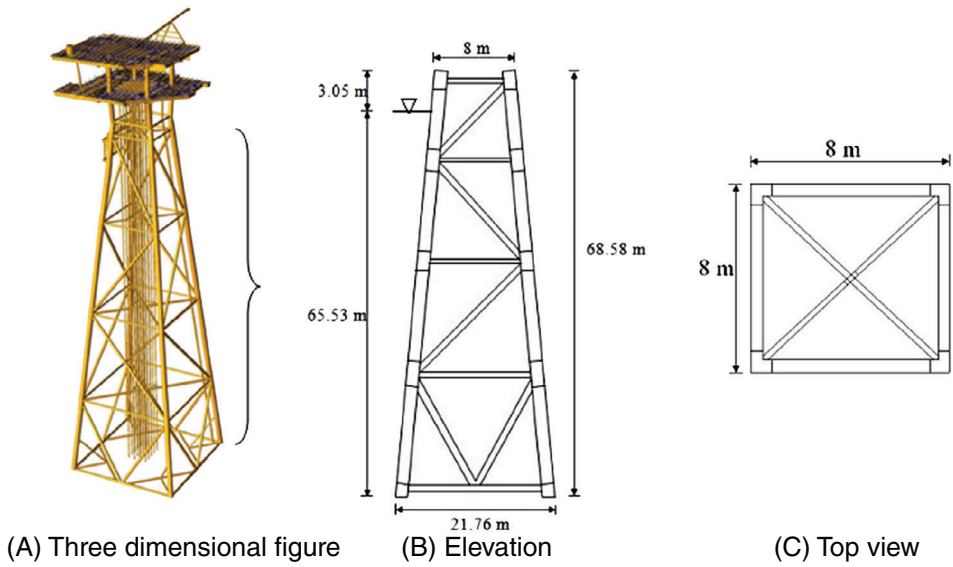 8 m
3.05 m
68.58 m
65.53 m
21.76 m
8 m
8 m
(A) Three dimensional figure
(B) Elevation
(C) Top view